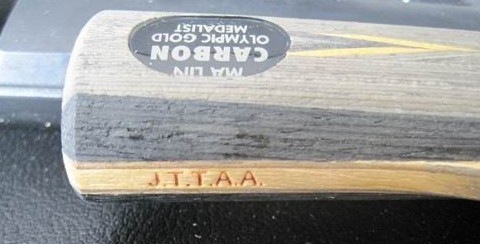 MA LIN
CARBON
OLYMPIC GOLD
MEDALIST
J.T.T.A.A.